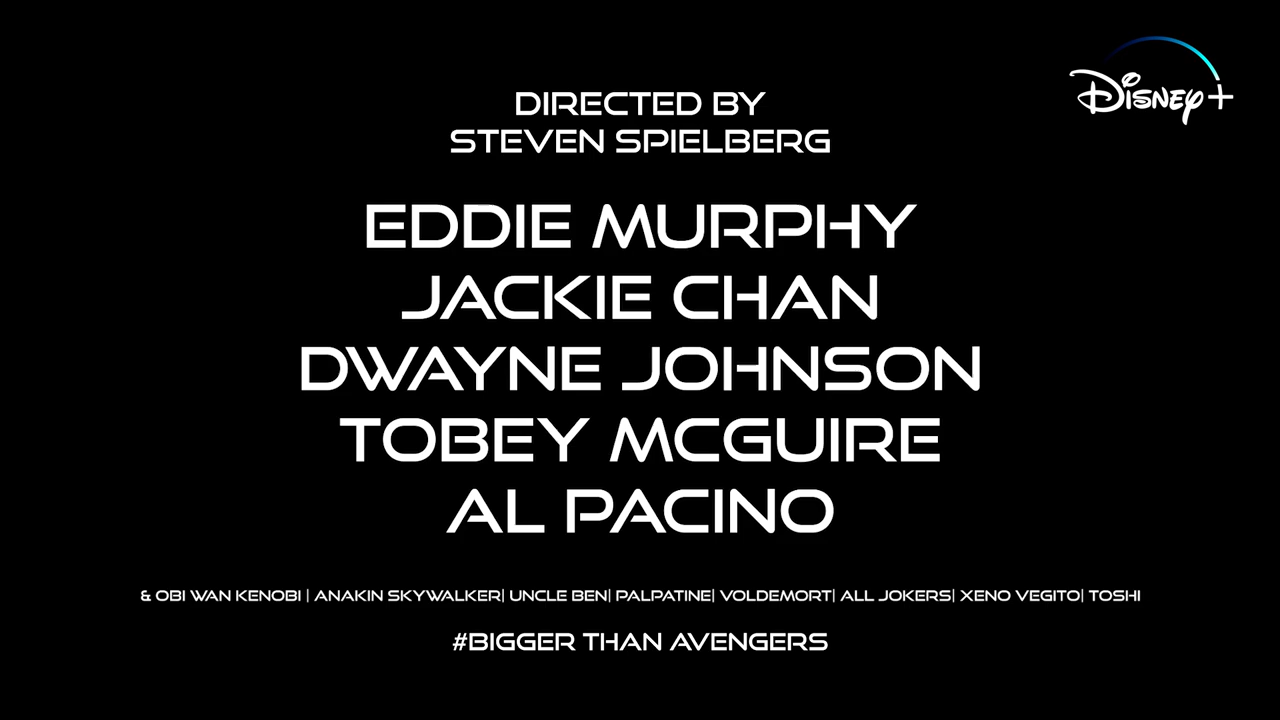 Disney+
DIRECTED BY
STEVEN SPIELBERG
EDDIE MURPHY
JACKIE CHAN
DWAYNE JOHNSON
TOBEY MCGUIRE
AL PACINO
& OBI WAN KENOBI | ANAKIN SKYWALKER| UNCLE BEN| PALPATINE| VOLDEMORT| ALL JOKERS| XENO VEGITO| TOSHI
#BIGGER THAN AVENGERS